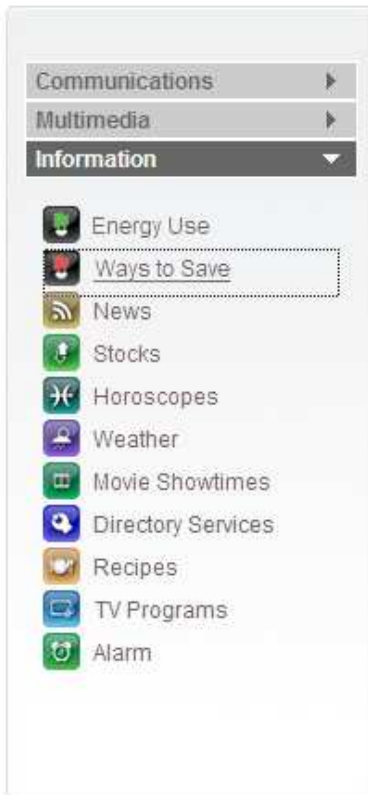 Communications
Multimedia
Information
Energy Use
Ways to Save
News
Stocks
Horoscopes
Weather
Movie Showtimes
Directory Services
Recipes
TV Programs
Alarm